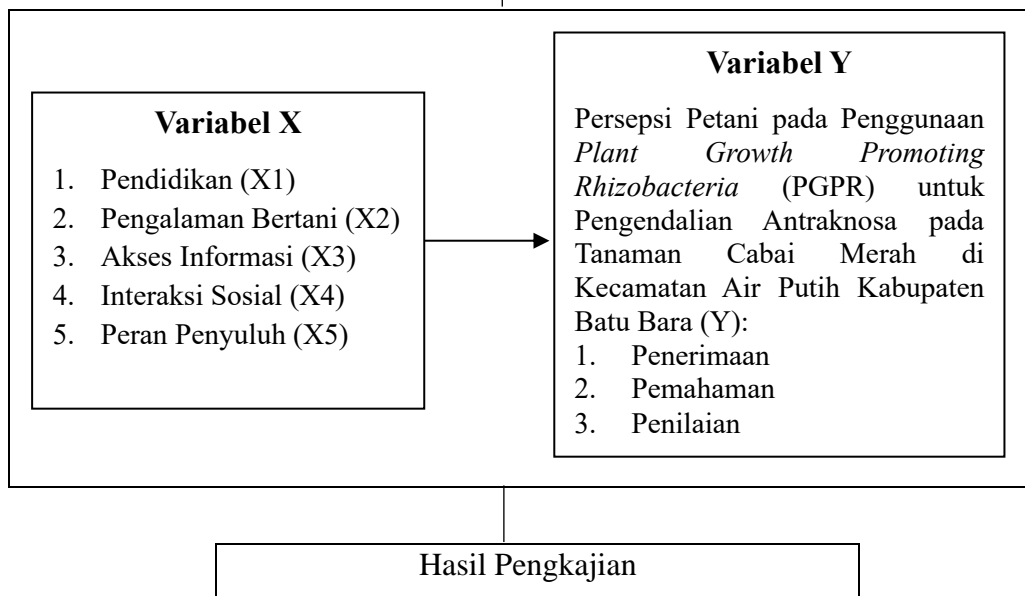 Variabel X
1. Pendidikan (X1)
2. Pengalaman Bertani (X2)
3. Akses Informasi (X3)
4. Interaksi Sosial (X4)
5. Peran Penyuluh (X5)
Variabel Y
Persepsi Petani pada Penggunaan
Plant Growth Promoting
Rhizobacteria (PGPR) untuk
Pengendalian Antraknosa pada
Tanaman Cabai Merah di
Kecamatan Air Putih Kabupaten
Batu Bara (Y):
1. Penerimaan
2. Pemahaman
3. Penilaian
Hasil Pengkajian